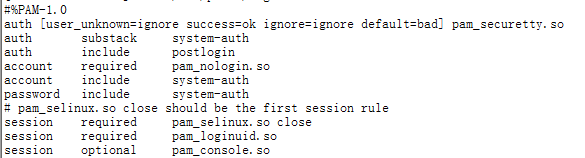 #%PAM-1.0
auth [user_unknown=ignore success=ok ignore=ignore default=bad] pam_securetty.so
auth       substack     system-auth
auth       include      postlogin
account    required     pam_nologin.so
account    include      system-auth
password   include      system-auth
# pam_selinux.so close should be the first session rule
session    required     pam_selinux.so close
session    required     pam_loginuid.so
session    optional     pam_console.so